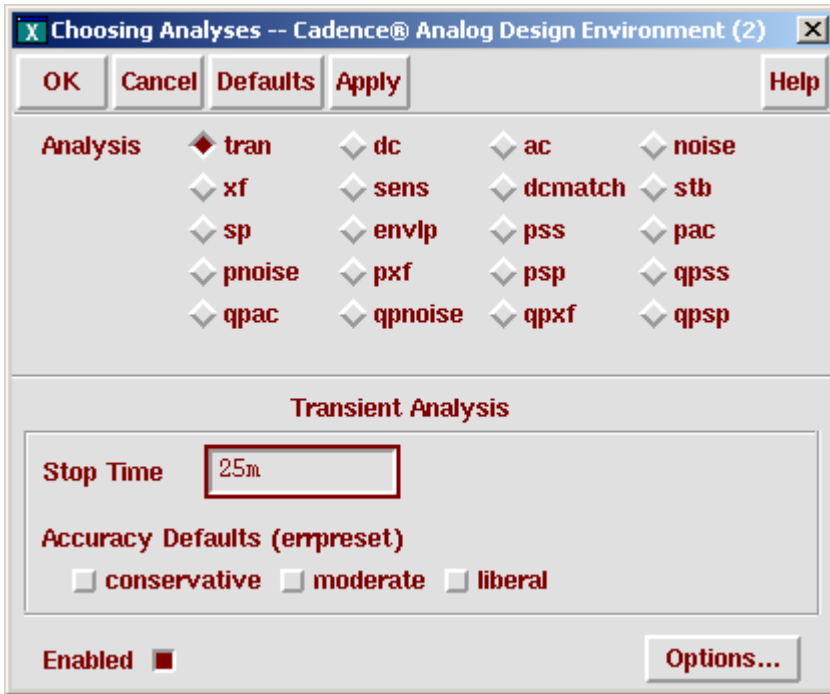 X Choosing Analyses -- Cadence® Analog Design Environment (2)
OK Cancel Defaults Apply Help
Analysis tran dc ac noise
xf sens dcmatch stb
sp envlp pss pac
pnoise pxf psp qpss
qpac qpnoise qpxf qpsp
Transient Analysis
Stop Time 25m
Accuracy Defaults (errpreset)
conservative moderate liberal
Enabled Options...